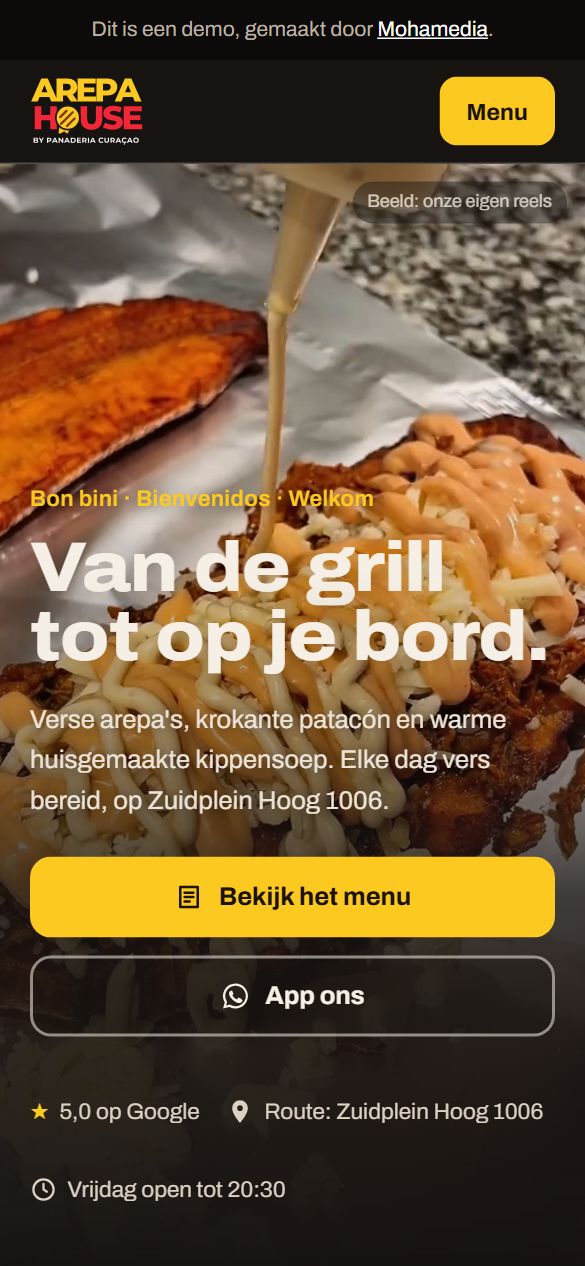 Dit is een demo, gemaakt door Mohamedia.
AREPA
HOUSE
BY PANADERIA CURAÇAO
Menu
Beeld: onze eigen reels
Bon bini · Bienvenidos · Welkom
Van de grill
tot op je bord.
Verse arepa's, krokante patacón en warme
huisgemaakte kippensoep. Elke dag vers
bereid, op Zuidplein Hoog 1006.
Bekijk het menu
App ons
5,0 op Google
Route: Zuidplein Hoog 1006
Vrijdag open tot 20:30